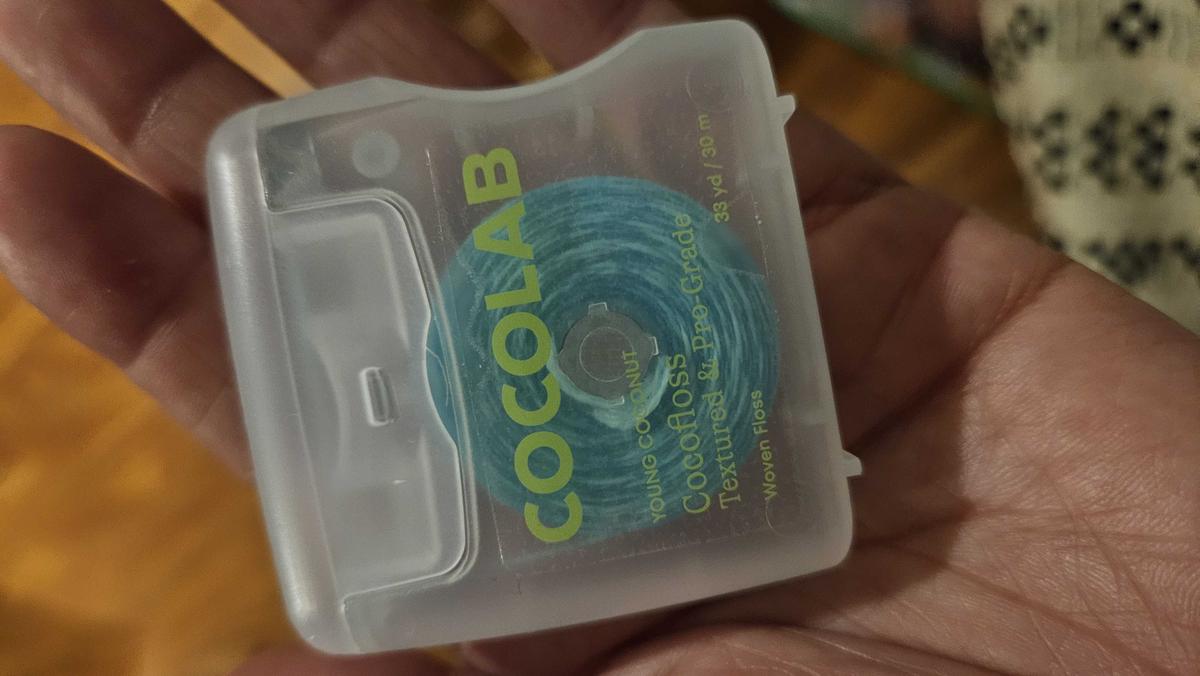 COCOLAB
YOUNG COCONUT
Cocofloss
Textured & Pro-Grade
Woven Floss
33 yd / 30 m